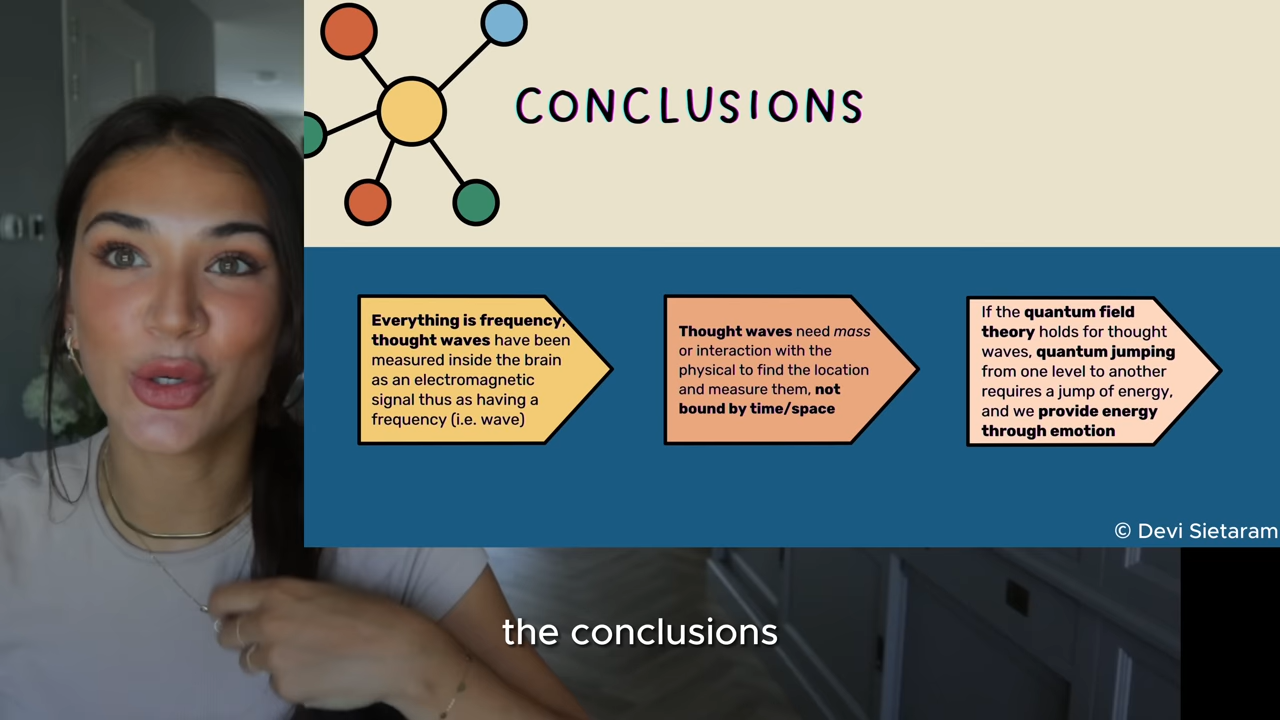 CONCLUSIONS
Everything is frequency,
thought waves have been
measured inside the brain
as an electromagnetic
signal thus as having a
frequency (i.e. wave)
Thought waves need mass
or interaction with the
physical to find the location
and measure them, not
bound by time/space
If the quantum field
theory holds for thought
waves, quantum jumping
from one level to another
requires a jump of energy,
and we provide energy
through emotion
© Devi Sietaram
the conclusions